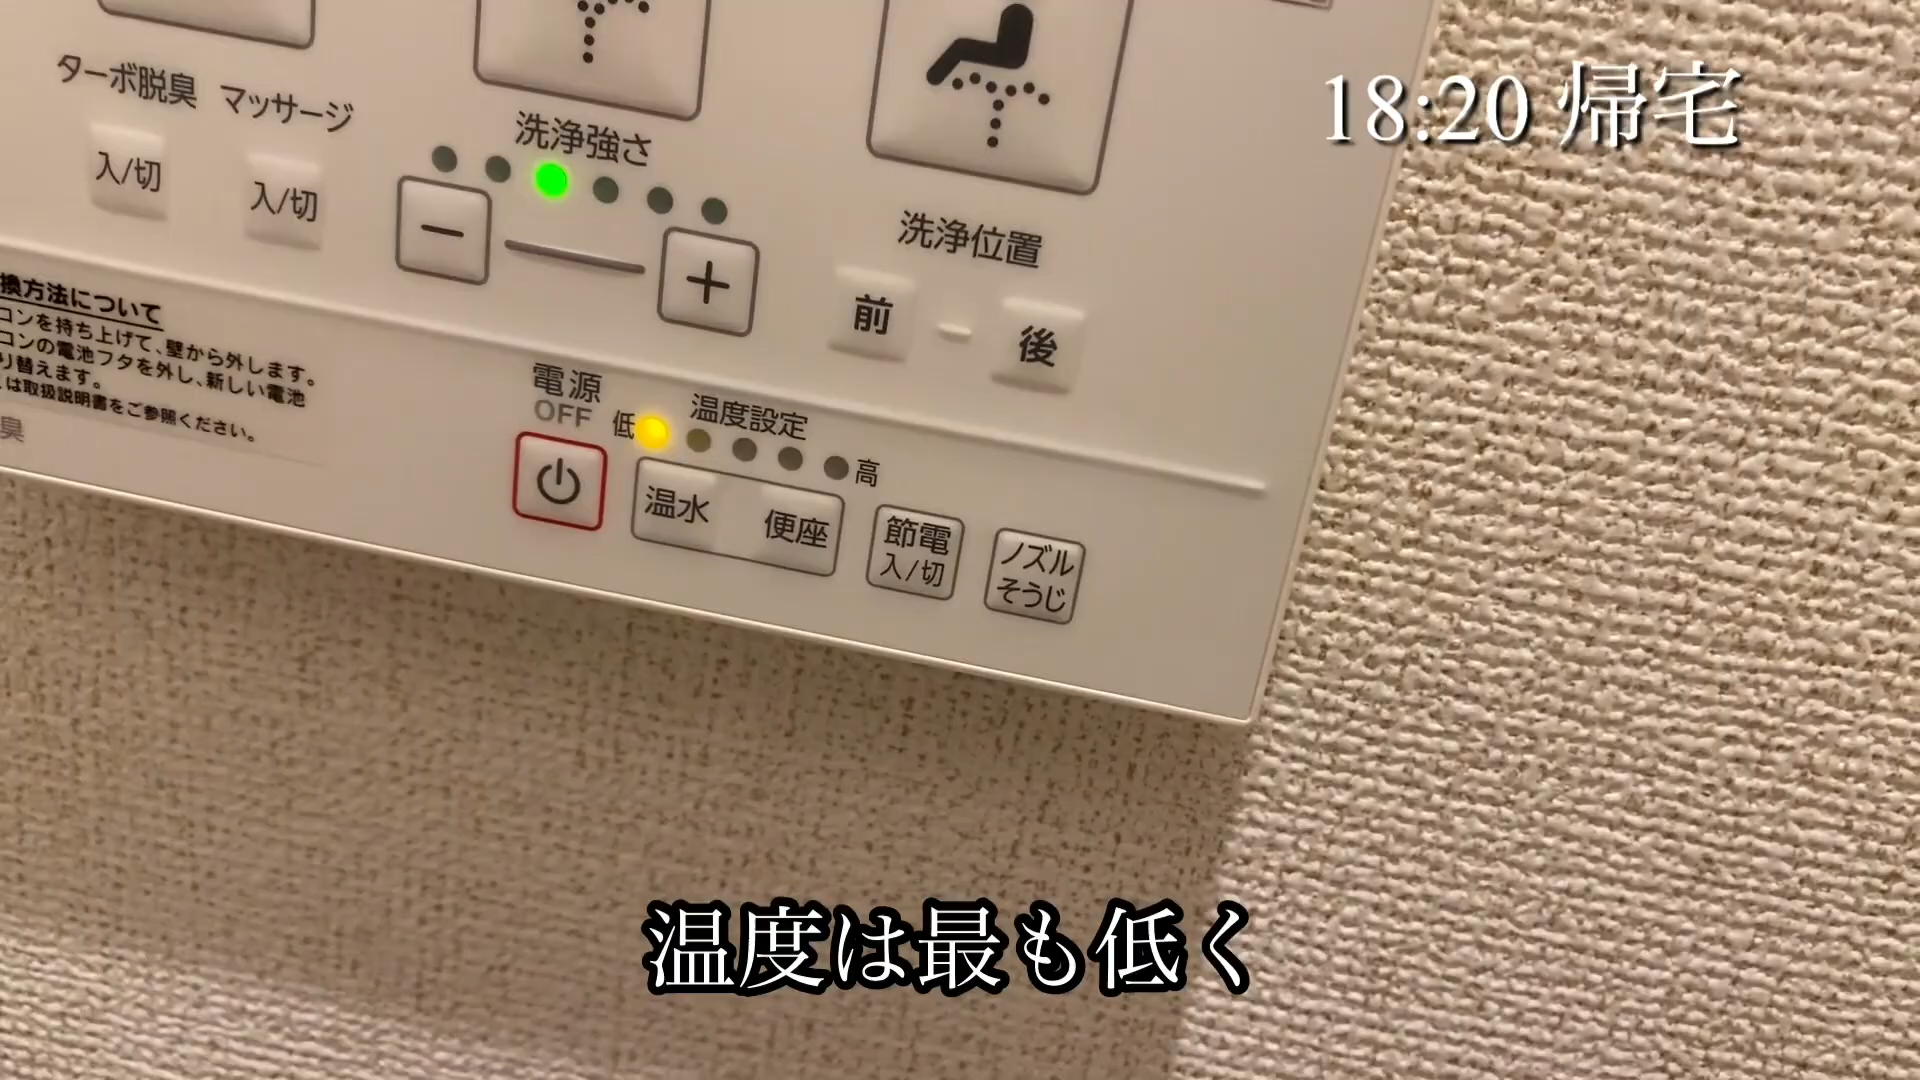 18:20 帰宅
ターボ脱臭
マッサージ
入/切
入/切
洗浄強さ
−
+
洗浄位置
前
後
換方法について
コンを持ち上げて、壁から外します。
コンの電池フタを外し、新しい電池
り替えます。
は取扱説明書をご参照ください。
臭
電源
OFF
低
温度設定
高
温水
便座
節電
入/切
ノズル
そうじ
温度は最も低く